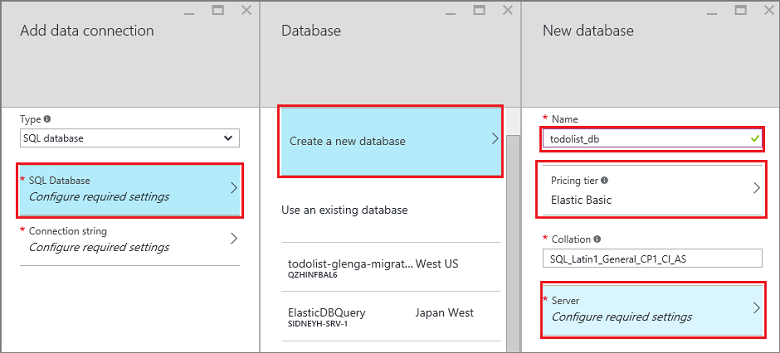 Add data connection
Type
SQL database
* SQL Database
Configure required settings
* Connection string
Configure required settings
Database
Create a new database
Use an existing database
todolist-glenga-migrat... West US
QZHINFBAL6
ElasticDBQuery Japan West
SIDNEYH-SRV-1
New database
* Name
todolist_db
Pricing tier
Elastic Basic
* Collation
SQL_Latin1_General_CP1_CI_AS
* Server
Configure required settings